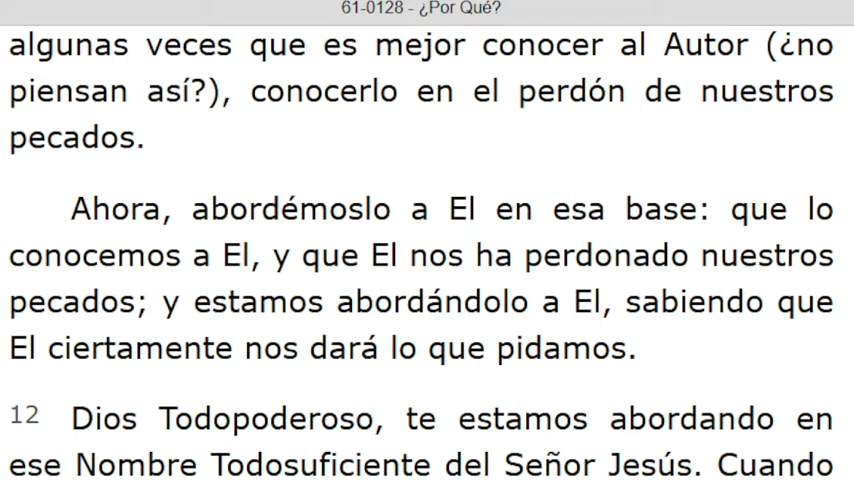 61-0128 - ¿Por Qué?
algunas veces que es mejor conocer al Autor (¿no
piensan así?), conocerlo en el perdón de nuestros
pecados.
Ahora, abordémoslo a El en esa base: que lo
conocemos a El, y que El nos ha perdonado nuestros
pecados; y estamos abordándolo a El, sabiendo que
El ciertamente nos dará lo que pidamos.
12 Dios Todopoderoso, te estamos abordando en
ese Nombre Todosuficiente del Señor Jesús. Cuando